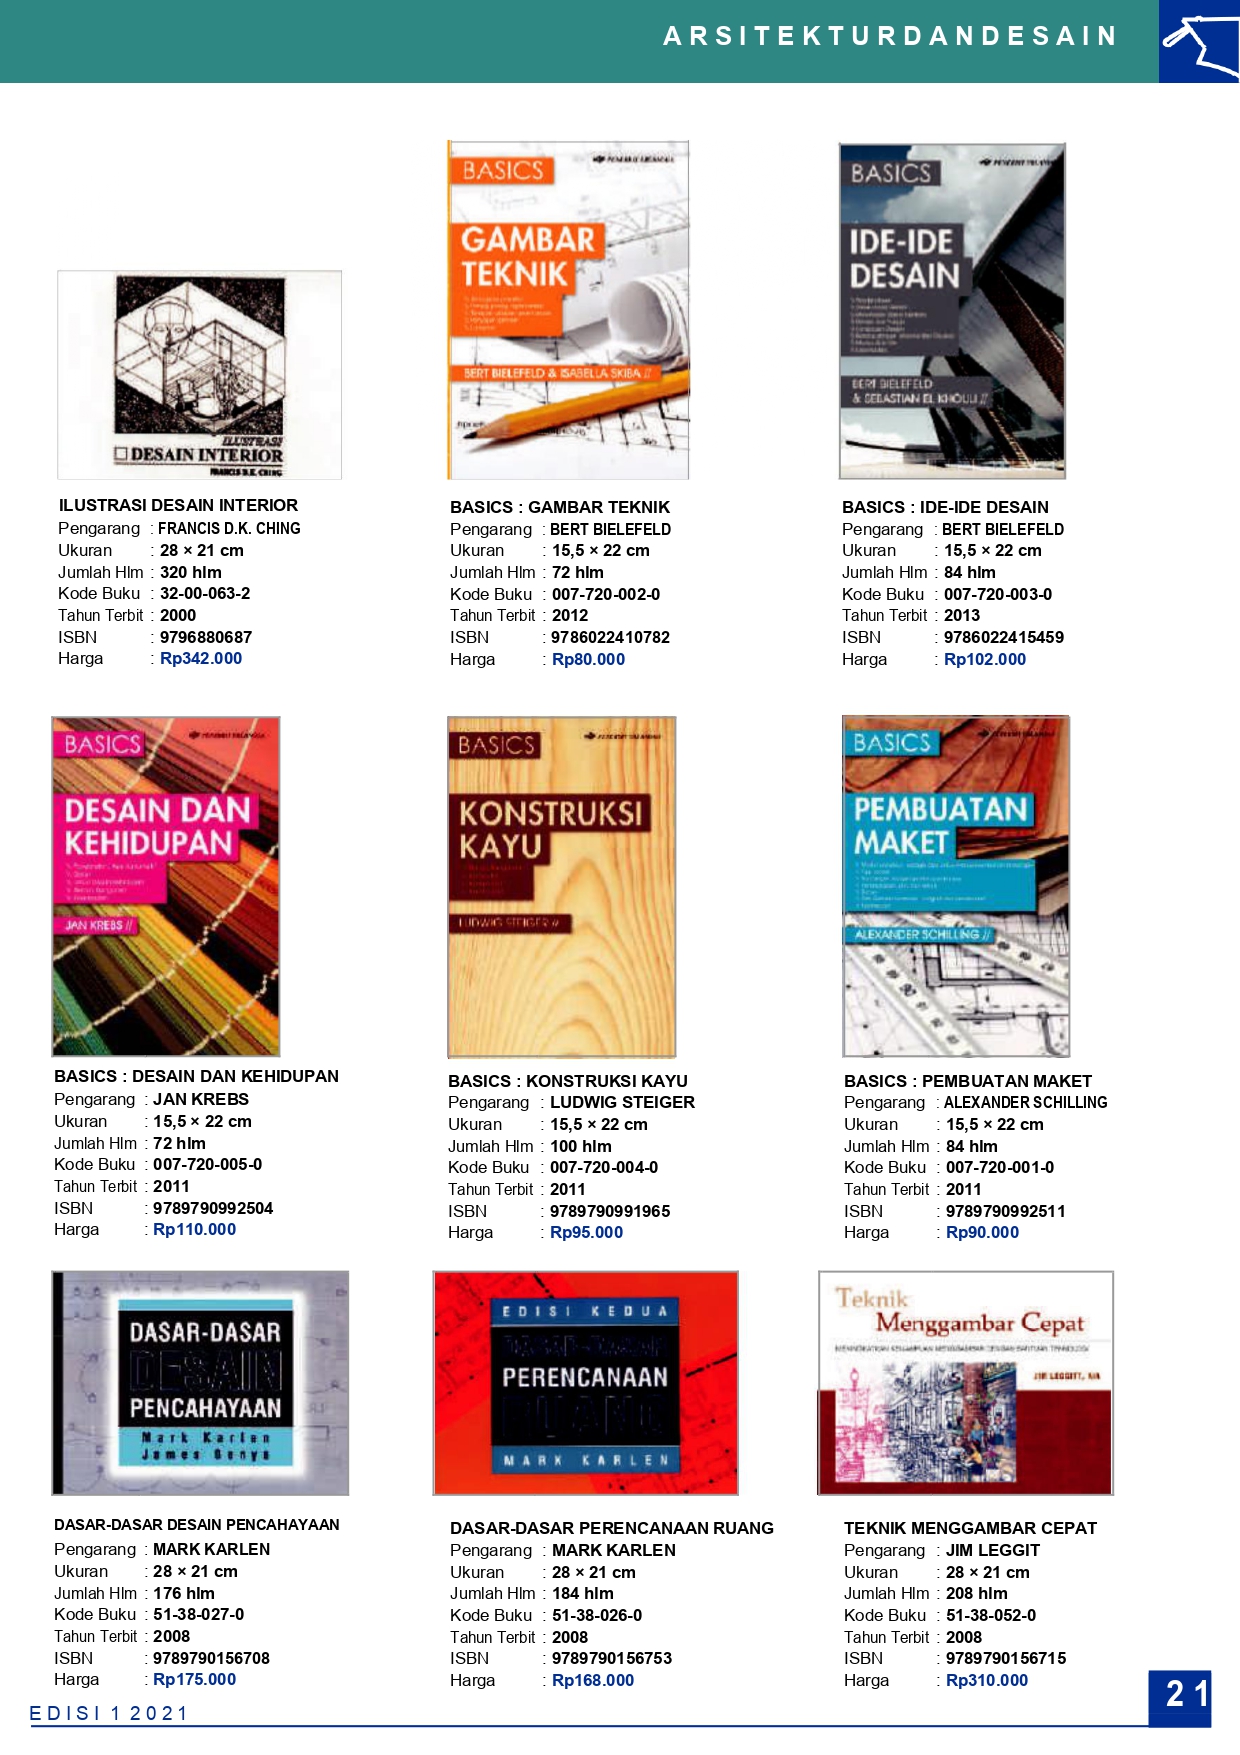 ARSITEKTURDANDESAIN
ILUSTRASI
DESAIN INTERIOR
FRANCIS D.K. CHING
ILUSTRASI DESAIN INTERIOR
Pengarang : FRANCIS D.K. CHING
Ukuran : 28 × 21 cm
Jumlah Hlm : 320 hlm
Kode Buku : 32-00-063-2
Tahun Terbit : 2000
ISBN : 9796880687
Harga : Rp342.000
BASICS
GAMBAR
TEKNIK
BERT BIELEFELD & ISABELLA SKIBA //
BASICS : GAMBAR TEKNIK
Pengarang : BERT BIELEFELD
Ukuran : 15,5 × 22 cm
Jumlah Hlm : 72 hlm
Kode Buku : 007-720-002-0
Tahun Terbit : 2012
ISBN : 9786022410782
Harga : Rp80.000
BASICS
IDE-IDE
DESAIN
BERT BIELEFELD
& SEBASTIAN EL KHOULI //
BASICS : IDE-IDE DESAIN
Pengarang : BERT BIELEFELD
Ukuran : 15,5 × 22 cm
Jumlah Hlm : 84 hlm
Kode Buku : 007-720-003-0
Tahun Terbit : 2013
ISBN : 9786022415459
Harga : Rp102.000
BASICS
DESAIN DAN
KEHIDUPAN
JAN KREBS //
BASICS : DESAIN DAN KEHIDUPAN
Pengarang : JAN KREBS
Ukuran : 15,5 × 22 cm
Jumlah Hlm : 72 hlm
Kode Buku : 007-720-005-0
Tahun Terbit : 2011
ISBN : 9789790992504
Harga : Rp110.000
BASICS
KONSTRUKSI
KAYU
LUDWIG STEIGER //
BASICS : KONSTRUKSI KAYU
Pengarang : LUDWIG STEIGER
Ukuran : 15,5 × 22 cm
Jumlah Hlm : 100 hlm
Kode Buku : 007-720-004-0
Tahun Terbit : 2011
ISBN : 9789790991965
Harga : Rp95.000
BASICS
PEMBUATAN
MAKET
ALEXANDER SCHILLING //
BASICS : PEMBUATAN MAKET
Pengarang : ALEXANDER SCHILLING
Ukuran : 15,5 × 22 cm
Jumlah Hlm : 84 hlm
Kode Buku : 007-720-001-0
Tahun Terbit : 2011
ISBN : 9789790992511
Harga : Rp90.000
DASAR-DASAR
DESAIN
PENCAHAYAAN
Mark Karlen
James Benya
DASAR-DASAR DESAIN PENCAHAYAAN
Pengarang : MARK KARLEN
Ukuran : 28 × 21 cm
Jumlah Hlm : 176 hlm
Kode Buku : 51-38-027-0
Tahun Terbit : 2008
ISBN : 9789790156708
Harga : Rp175.000
EDISI KEDUA
DASAR-DASAR
PERENCANAAN
RUANG
MARK KARLEN
DASAR-DASAR PERENCANAAN RUANG
Pengarang : MARK KARLEN
Ukuran : 28 × 21 cm
Jumlah Hlm : 184 hlm
Kode Buku : 51-38-026-0
Tahun Terbit : 2008
ISBN : 9789790156753
Harga : Rp168.000
Teknik
Menggambar Cepat
MENINGKATKAN KEMAMPUAN MENGGAMBAR DENGAN BANTUAN TEKNOLOGI
JIM LEGGITT, AIA
TEKNIK MENGGAMBAR CEPAT
Pengarang : JIM LEGGIT
Ukuran : 28 × 21 cm
Jumlah Hlm : 208 hlm
Kode Buku : 51-38-052-0
Tahun Terbit : 2008
ISBN : 9789790156715
Harga : Rp310.000
EDISI 1 2021
21